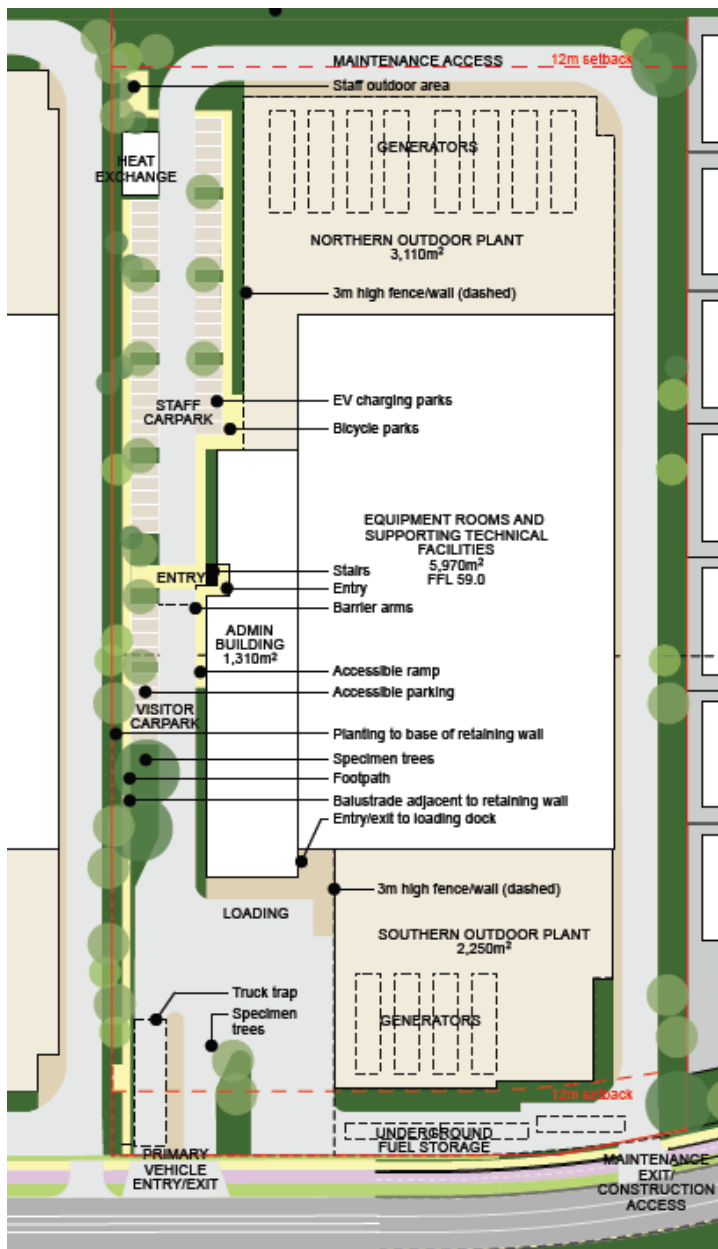 MAINTENANCE ACCESS
12m setback
Staff outdoor area
GENERATORS
HEAT
EXCHANGE
NORTHERN OUTDOOR PLANT
3,110m²
3m high fence/wall (dashed)
EV charging parks
STAFF
CARPARK
Bicycle parks
EQUIPMENT ROOMS AND
SUPPORTING TECHNICAL
FACILITIES
5,970m²
FFL 59.0
Stairs
ENTRY
Entry
Barrier arms
ADMIN
BUILDING
1,310m²
Accessible ramp
Accessible parking
VISITOR
CARPARK
Planting to base of retaining wall
Specimen trees
Footpath
Balustrade adjacent to retaining wall
Entry/exit to loading dock
3m high fence/wall (dashed)
LOADING
SOUTHERN OUTDOOR PLANT
2,250m²
Truck trap
Specimen
trees
GENERATORS
12m setback
UNDERGROUND
FUEL STORAGE
PRIMARY
VEHICLE
ENTRY/EXIT
MAINTENANCE
EXIT/
CONSTRUCTION
ACCESS